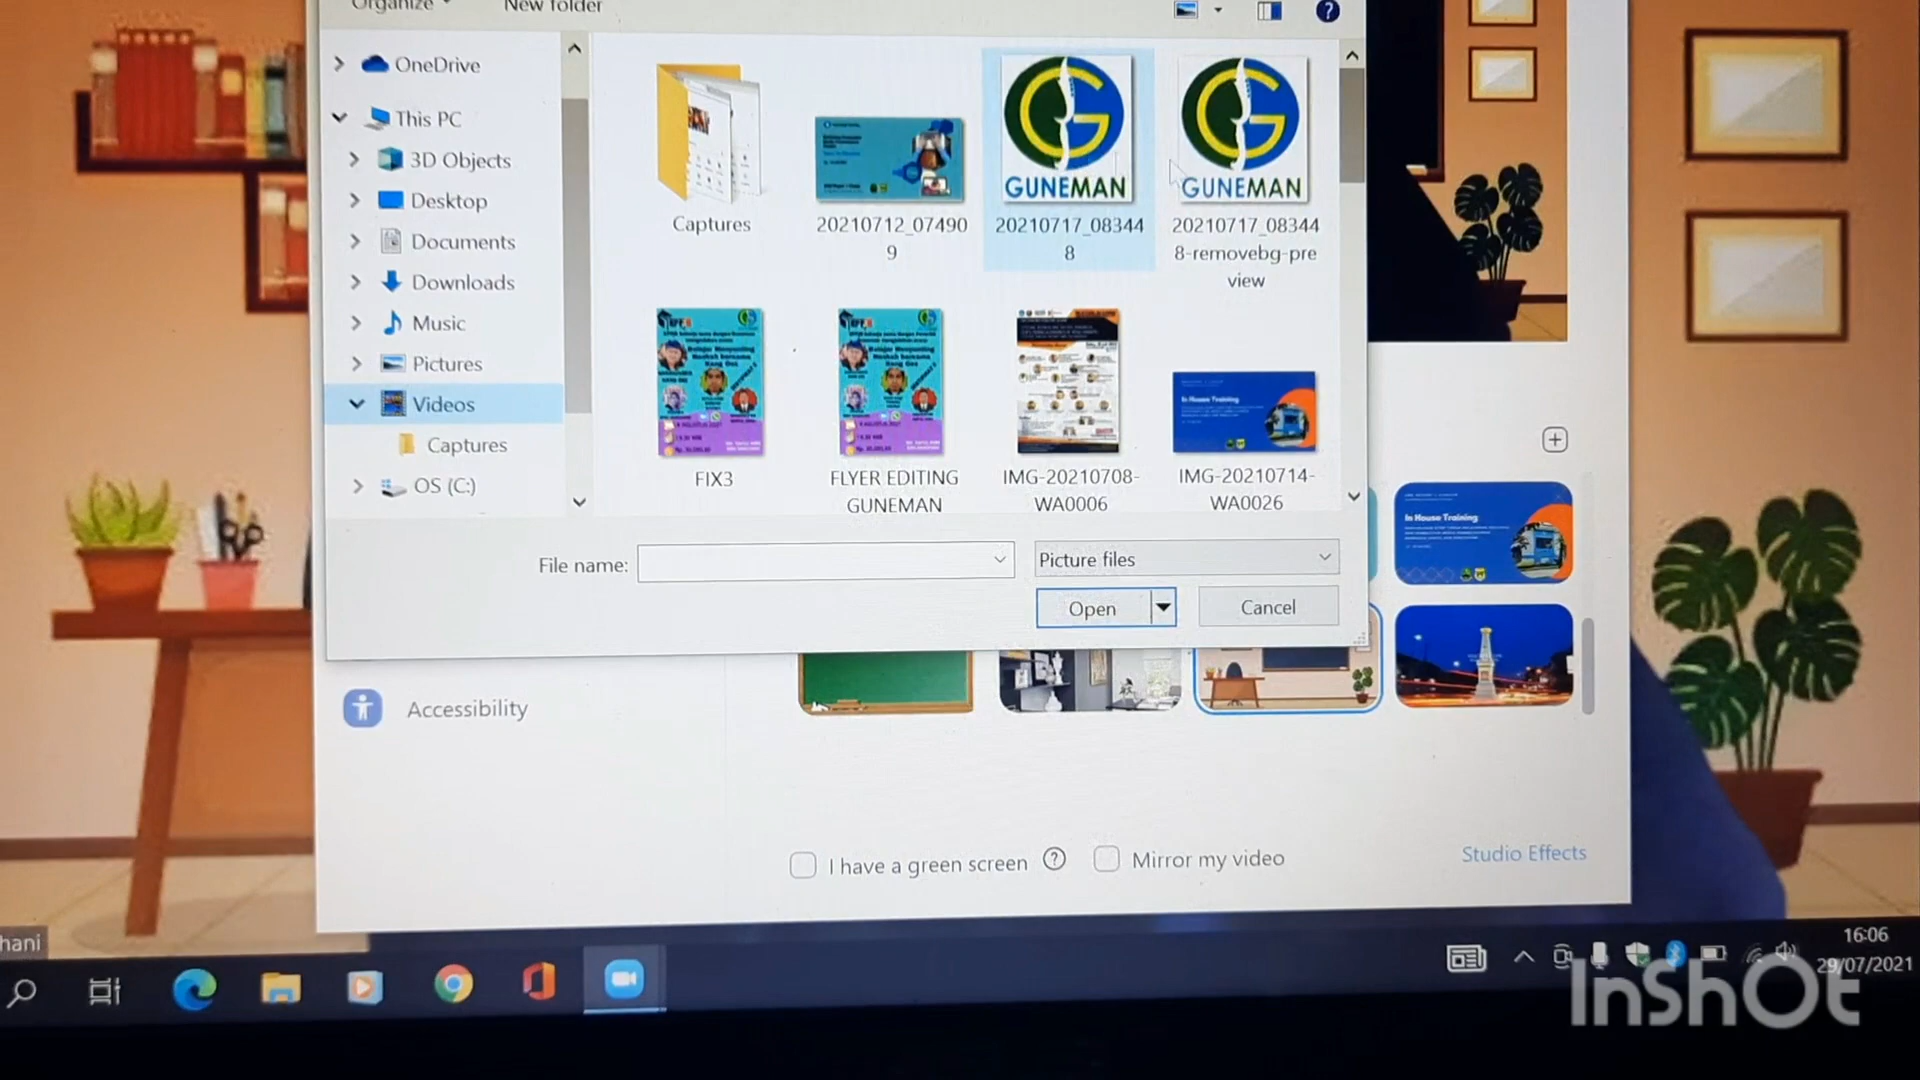 Organize
New folder
OneDrive
This PC
3D Objects
Desktop
Documents
Downloads
Music
Pictures
Videos
Captures
OS (C:)
GUNEMAN
GUNEMAN
Captures
20210712_07490
9
20210717_08344
8
20210717_08344
8-removebg-pre
view
In House Training
FIX3
FLYER EDITING
GUNEMAN
IMG-20210708-
WA0006
IMG-20210714-
WA0026
File name:
Picture files
Open
Cancel
In House Training
Accessibility
I have a green screen
Mirror my video
Studio Effects
hani
16:06
29/07/2021
InShOt